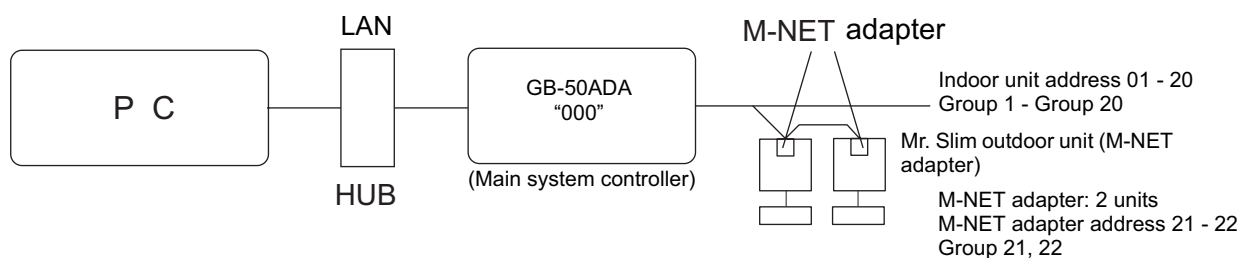 LAN
M-NET adapter
P C
GB-50ADA
“000”
Indoor unit address 01 - 20
Group 1 - Group 20
Mr. Slim outdoor unit (M-NET
adapter)
(Main system controller)
HUB
M-NET adapter: 2 units
M-NET adapter address 21 - 22
Group 21, 22